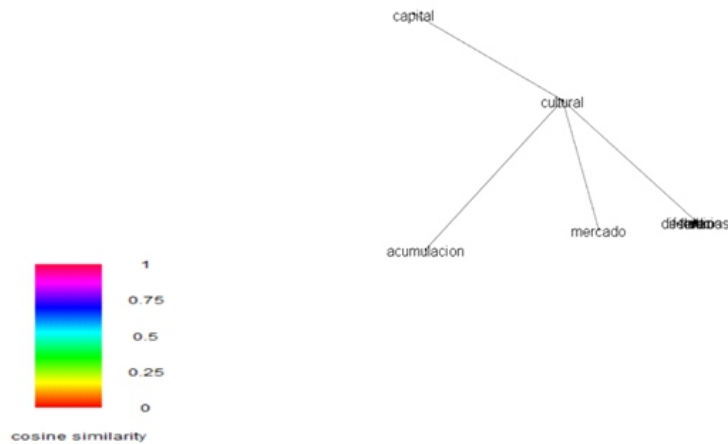 capital
cultural
mercado
acumulacion
1
0.75
0.5
0.25
0
cosine similarity